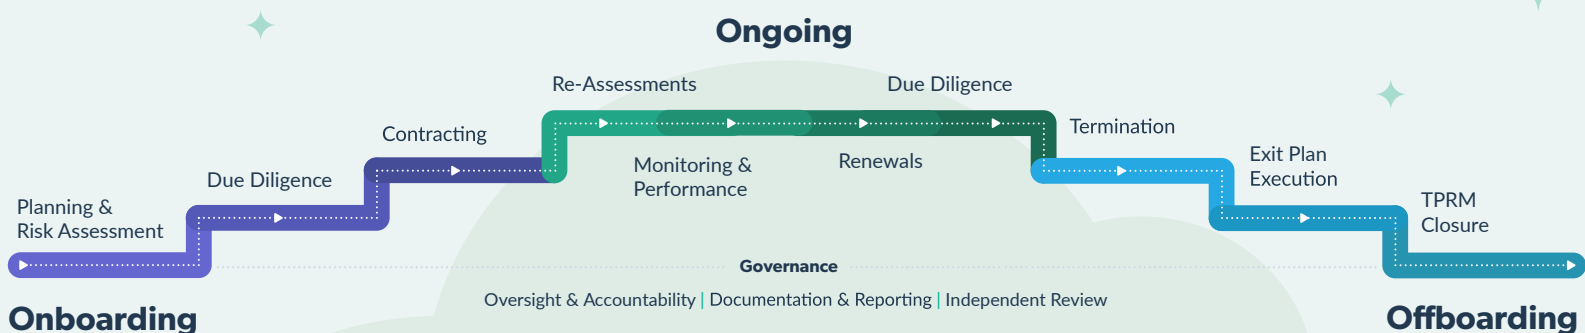 Ongoing
Re-Assessments
Due Diligence
Contracting
Termination
Monitoring &
Performance
Renewals
Exit Plan
Execution
Due Diligence
Planning &
Risk Assessment
TPRM
Closure
Governance
Oversight & Accountability | Documentation & Reporting | Independent Review
Onboarding
Offboarding